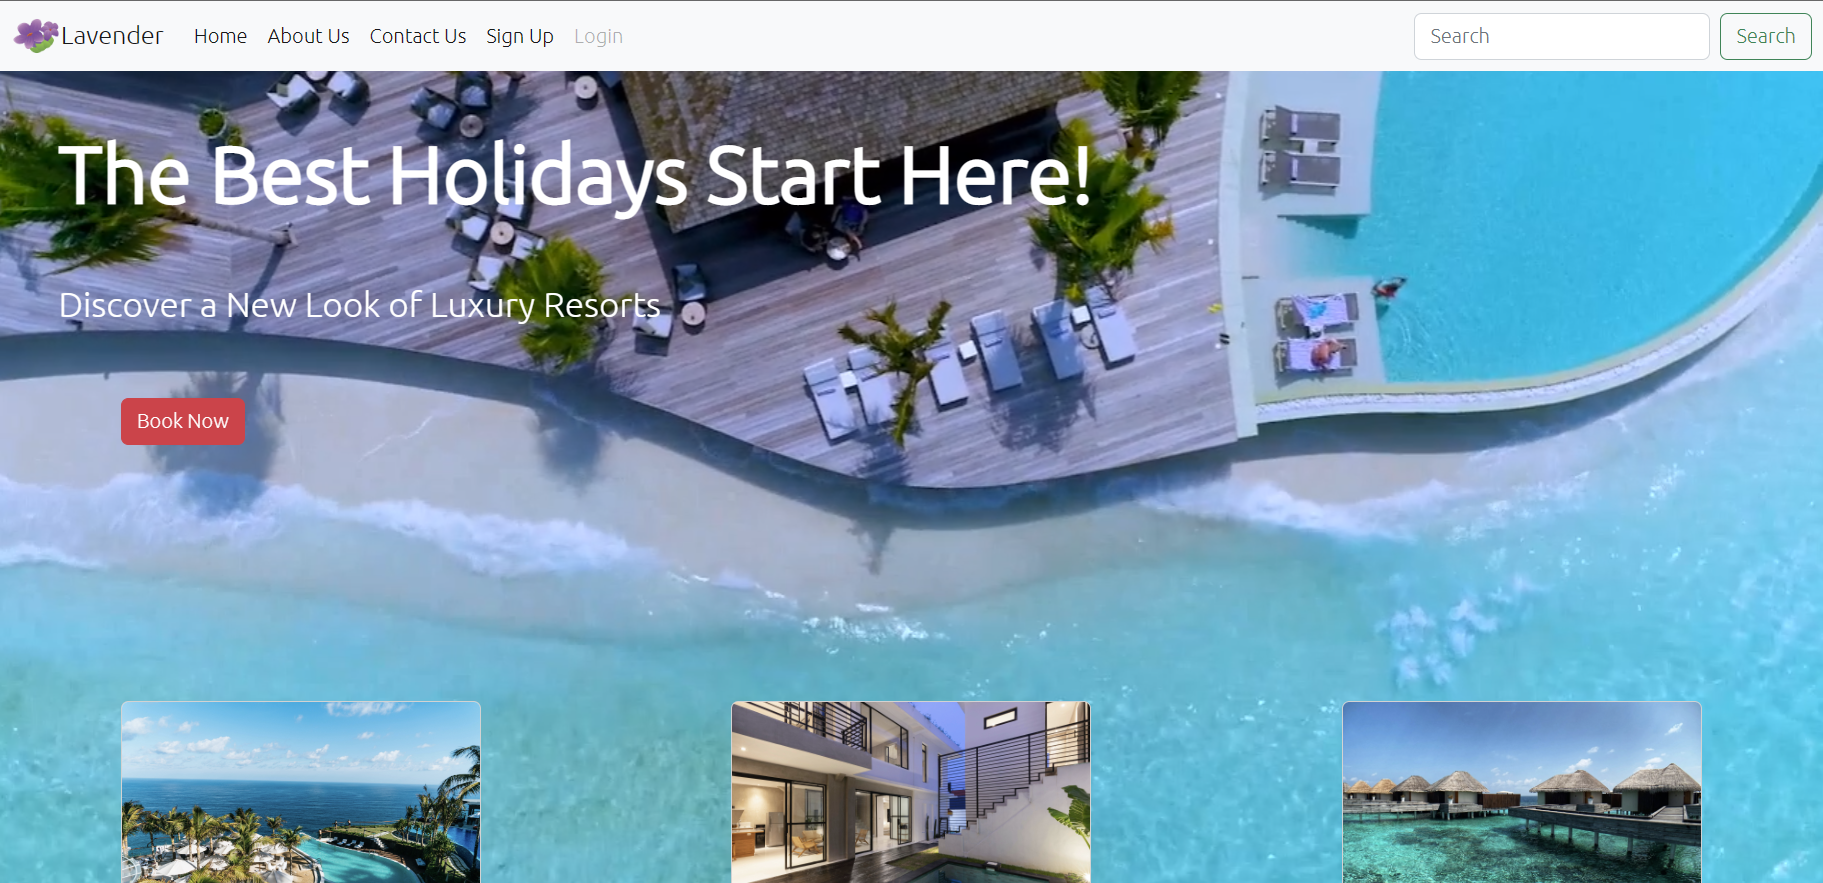 Lavender Home About Us Contact Us Sign Up Login Search Search
The Best Holidays Start Here!
Discover a New Look of Luxury Resorts
Book Now